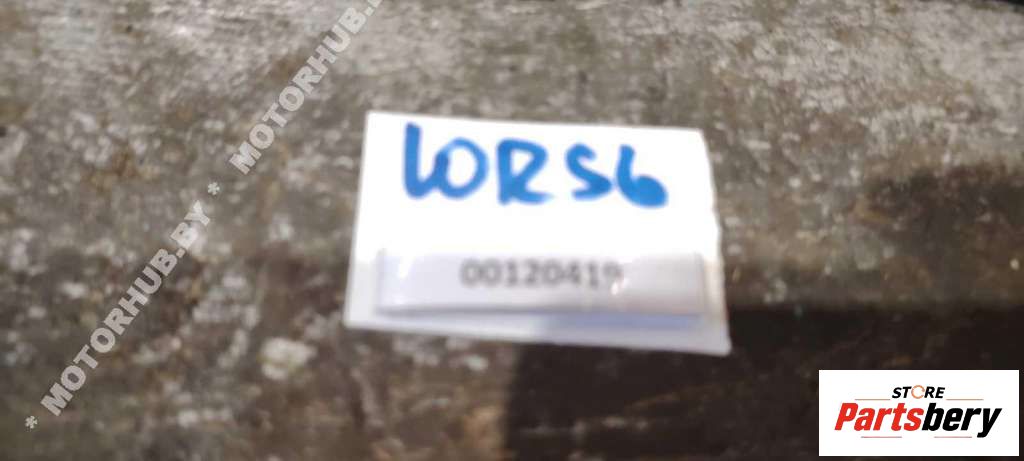 * MOTORHUB.BY * MOTORHUB.BY
10RS6
00120419
STORE
Partsbery